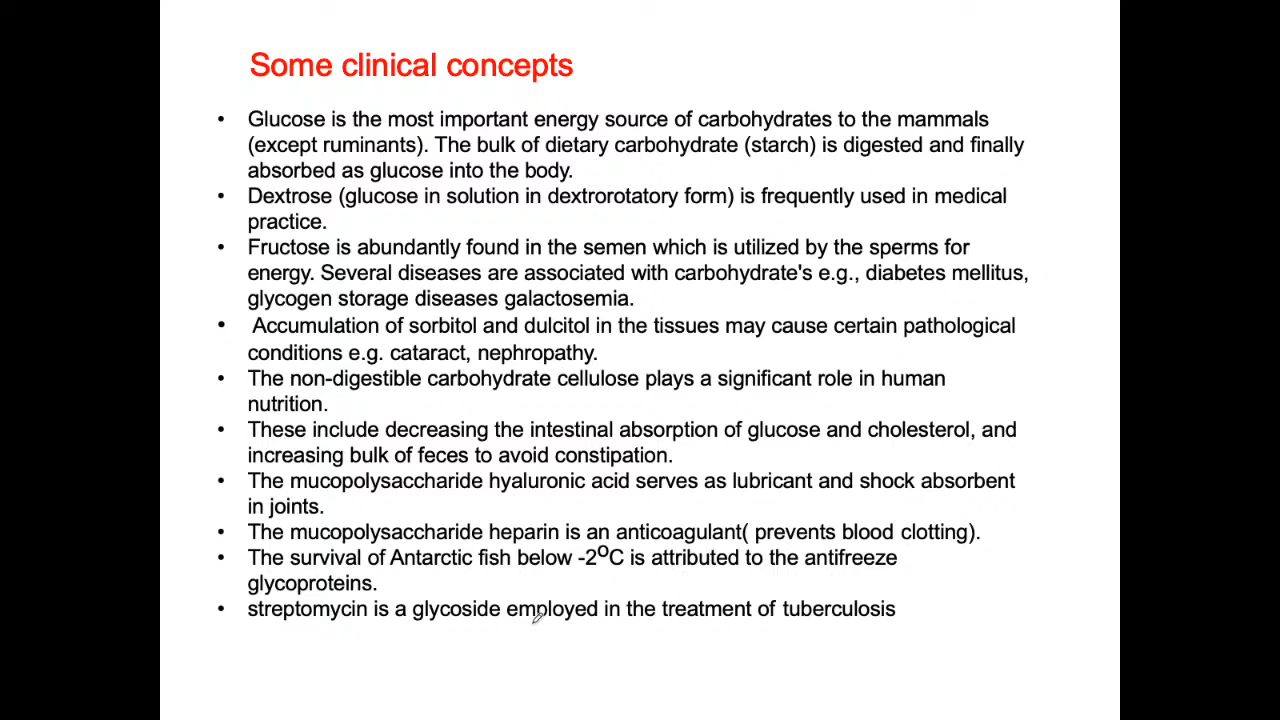 Some clinical concepts
• Glucose is the most important energy source of carbohydrates to the mammals
(except ruminants). The bulk of dietary carbohydrate (starch) is digested and finally
absorbed as glucose into the body.
• Dextrose (glucose in solution in dextrorotatory form) is frequently used in medical
practice.
• Fructose is abundantly found in the semen which is utilized by the sperms for
energy. Several diseases are associated with carbohydrate's e.g., diabetes mellitus,
glycogen storage diseases galactosemia.
• Accumulation of sorbitol and dulcitol in the tissues may cause certain pathological
conditions e.g. cataract, nephropathy.
• The non-digestible carbohydrate cellulose plays a significant role in human
nutrition.
• These include decreasing the intestinal absorption of glucose and cholesterol, and
increasing bulk of feces to avoid constipation.
• The mucopolysaccharide hyaluronic acid serves as lubricant and shock absorbent
in joints.
• The mucopolysaccharide heparin is an anticoagulant( prevents blood clotting).
• The survival of Antarctic fish below -2⁰C is attributed to the antifreeze
glycoproteins.
• streptomycin is a glycoside employed in the treatment of tuberculosis